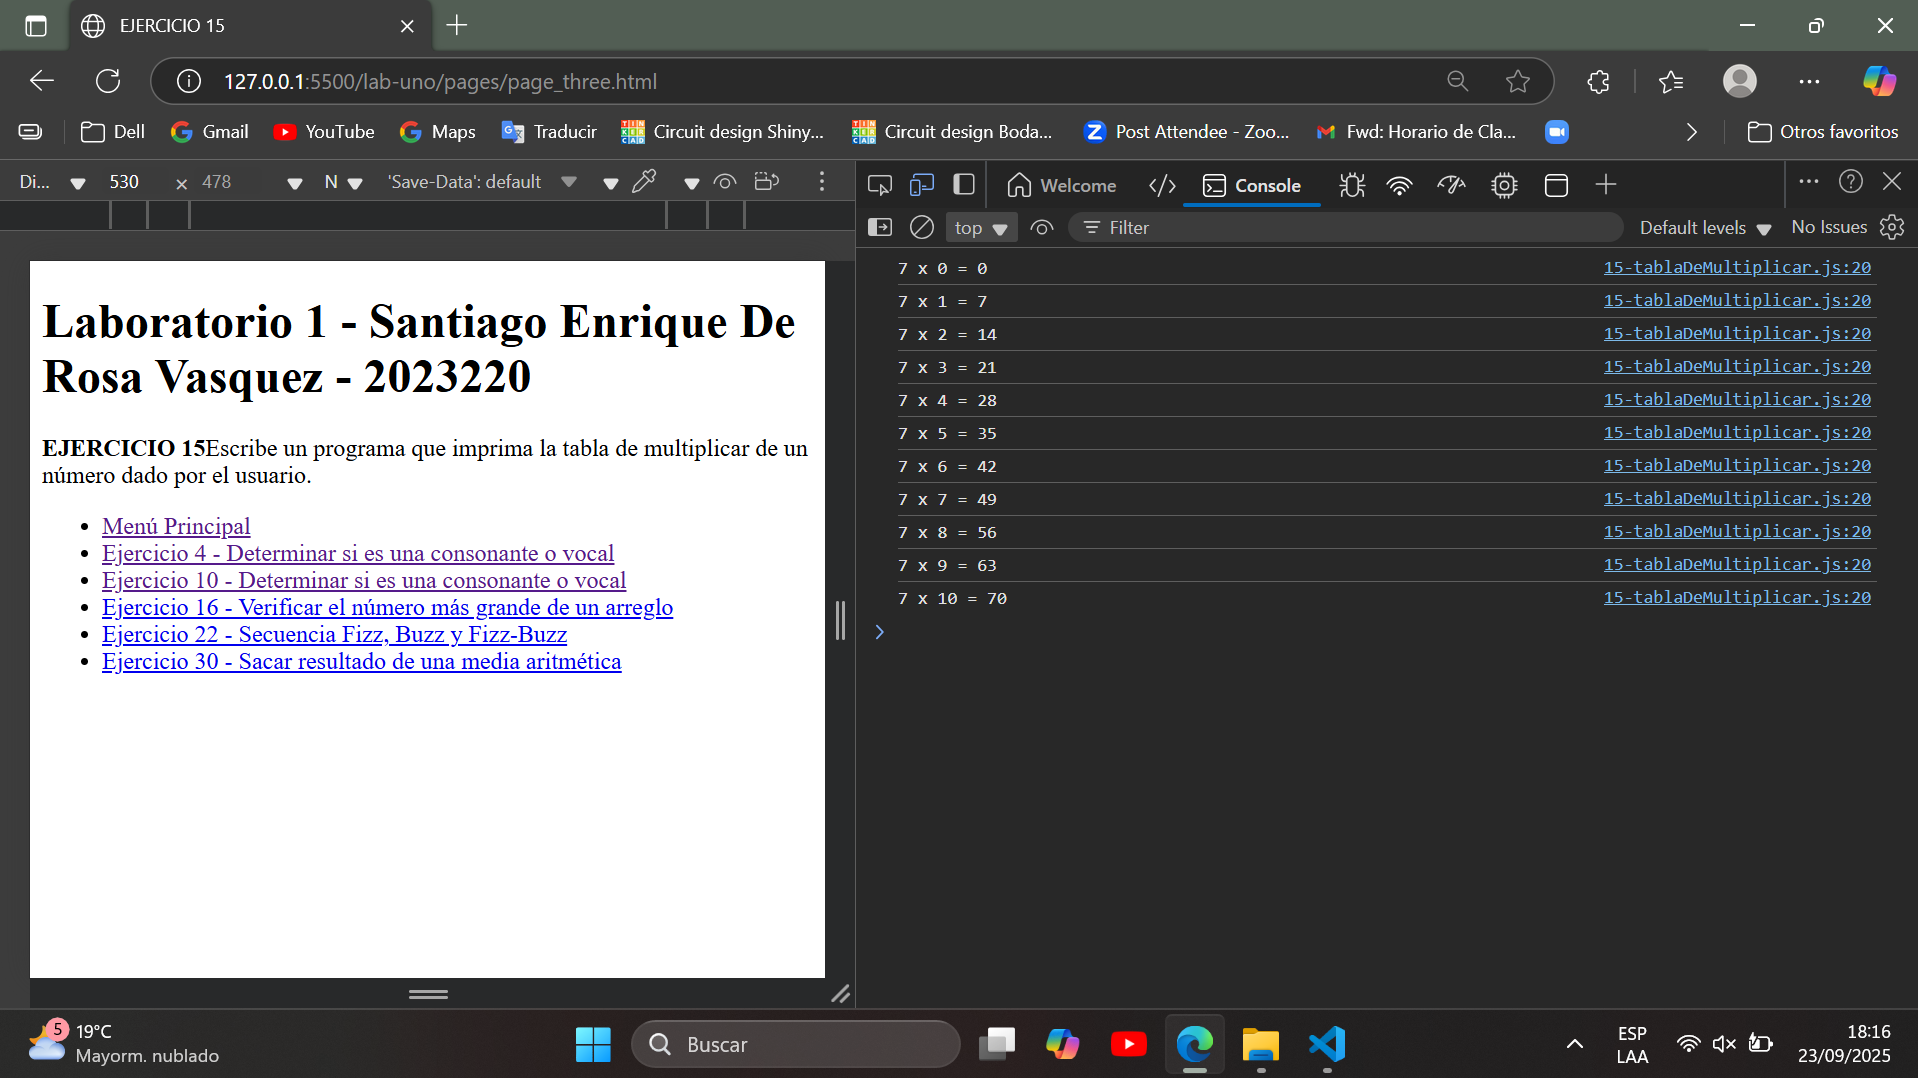 EJERCICIO 15
127.0.0.1:5500/lab-uno/pages/page_three.html
Dell
Gmail
YouTube
Maps
Traducir
Circuit design Shiny...
Circuit design Boda...
Post Attendee - Zoo...
Fwd: Horario de Cla...
Otros favoritos
Di...
530
×
478
N
'Save-Data': default
Laboratorio 1 - Santiago Enrique De
Rosa Vasquez - 2023220
EJERCICIO 15Escribe un programa que imprima la tabla de multiplicar de un
número dado por el usuario.
Menú Principal
Ejercicio 4 - Determinar si es una consonante o vocal
Ejercicio 10 - Determinar si es una consonante o vocal
Ejercicio 16 - Verificar el número más grande de un arreglo
Ejercicio 22 - Secuencia Fizz, Buzz y Fizz-Buzz
Ejercicio 30 - Sacar resultado de una media aritmética
Welcome
Console
top
Filter
Default levels
No Issues
7 x 0 = 0 15-tablaDeMultiplicar.js:20
7 x 1 = 7 15-tablaDeMultiplicar.js:20
7 x 2 = 14 15-tablaDeMultiplicar.js:20
7 x 3 = 21 15-tablaDeMultiplicar.js:20
7 x 4 = 28 15-tablaDeMultiplicar.js:20
7 x 5 = 35 15-tablaDeMultiplicar.js:20
7 x 6 = 42 15-tablaDeMultiplicar.js:20
7 x 7 = 49 15-tablaDeMultiplicar.js:20
7 x 8 = 56 15-tablaDeMultiplicar.js:20
7 x 9 = 63 15-tablaDeMultiplicar.js:20
7 x 10 = 70 15-tablaDeMultiplicar.js:20
5
19°C
Mayorm. nublado
Buscar
ESP
LAA
18:16
23/09/2025